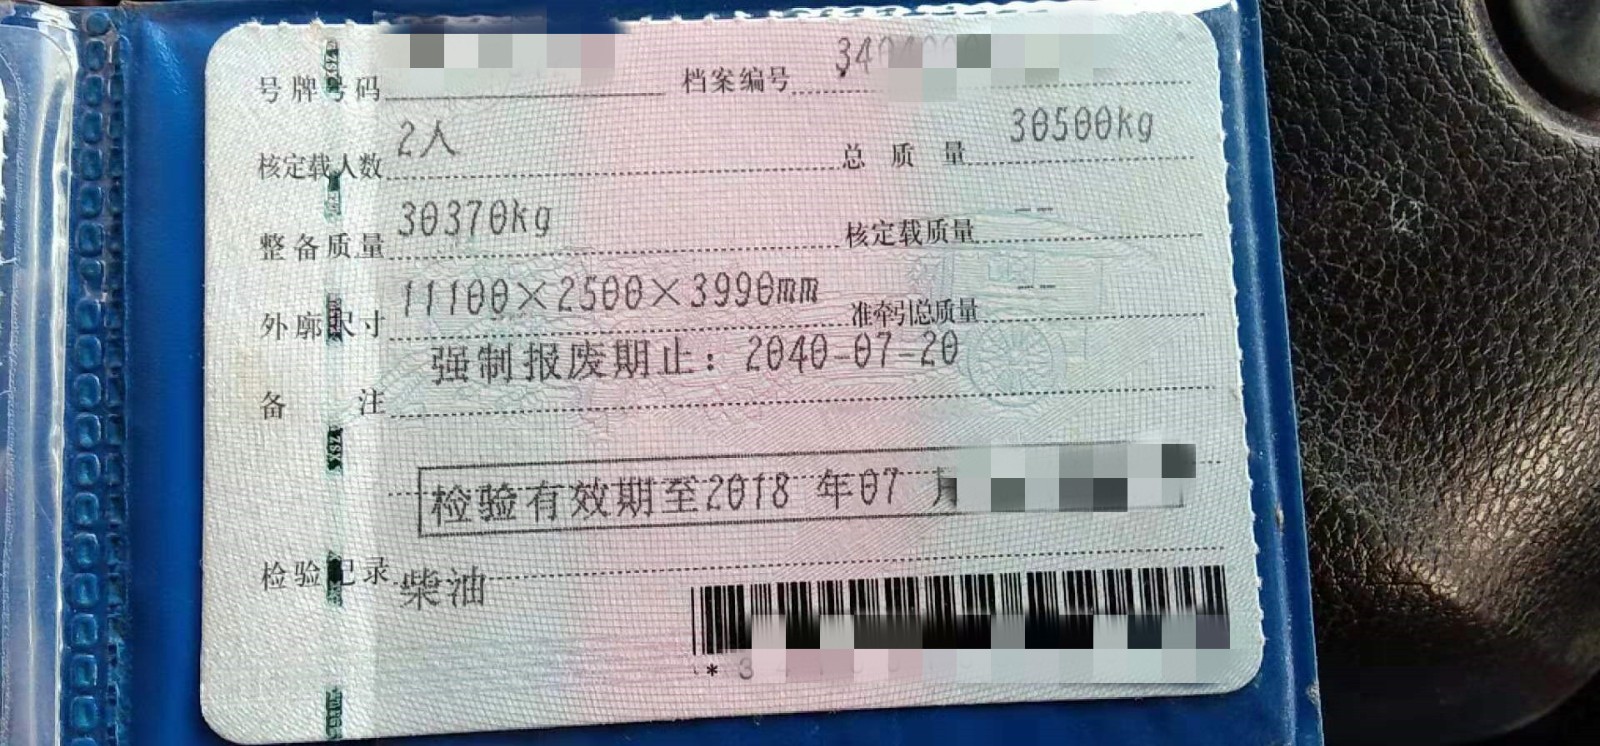 号牌号码 档案编号 340
核定载人数 2人 总质量 30500kg
整备质量 30370kg 核定载质量 -- --
外廓尺寸 11100×2500×3990mm 准牵引总质量 -- --
强制报废期止：2040-07-20
备注
检验有效期至2018 年07 月
检验记录 柴油
*3